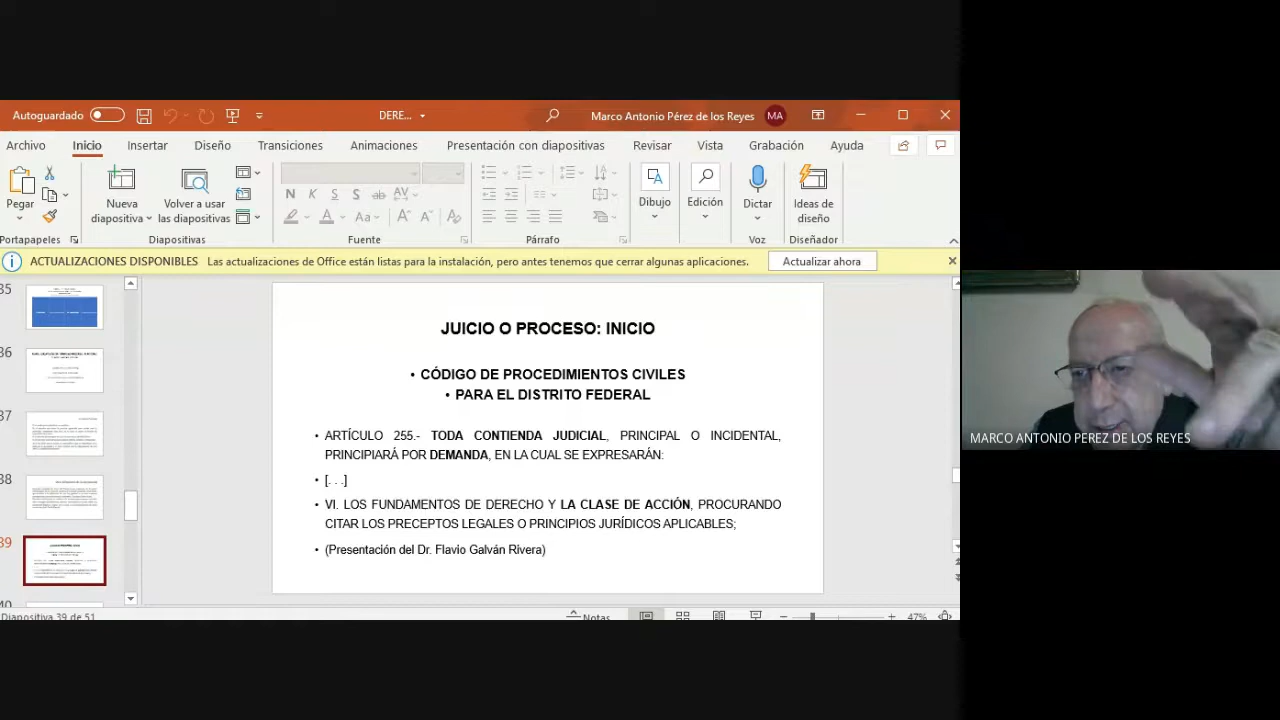 Autoguardado
DERE...
Marco Antonio Pérez de los Reyes
MA
Archivo
Inicio
Insertar
Diseño
Transiciones
Animaciones
Presentación con diapositivas
Revisar
Vista
Grabación
Ayuda
Pegar
Nueva diapositiva
Volver a usar las diapositivas
N K S S ab AV
A Aa A A
Dibujo
Edición
Dictar
Ideas de diseño
Portapapeles
Diapositivas
Fuente
Párrafo
Voz
Diseñador
ACTUALIZACIONES DISPONIBLES Las actualizaciones de Office están listas para la instalación, pero antes tenemos que cerrar algunas aplicaciones.
Actualizar ahora
35
36
37
38
39
40
JUICIO O PROCESO: INICIO
• CÓDIGO DE PROCEDIMIENTOS CIVILES
• PARA EL DISTRITO FEDERAL
• ARTÍCULO 255.- TODA CONTIENDA JUDICIAL, PRINCIPAL O INCIDENTAL,
PRINCIPIARÁ POR DEMANDA, EN LA CUAL SE EXPRESARÁN:
• [. . .]
• VI. LOS FUNDAMENTOS DE DERECHO Y LA CLASE DE ACCIÓN, PROCURANDO
CITAR LOS PRECEPTOS LEGALES O PRINCIPIOS JURÍDICOS APLICABLES;
• (Presentación del Dr. Flavio Galván Rivera)
Diapositiva 39 de 51
Notas
47%
MARCO ANTONIO PEREZ DE LOS REYES